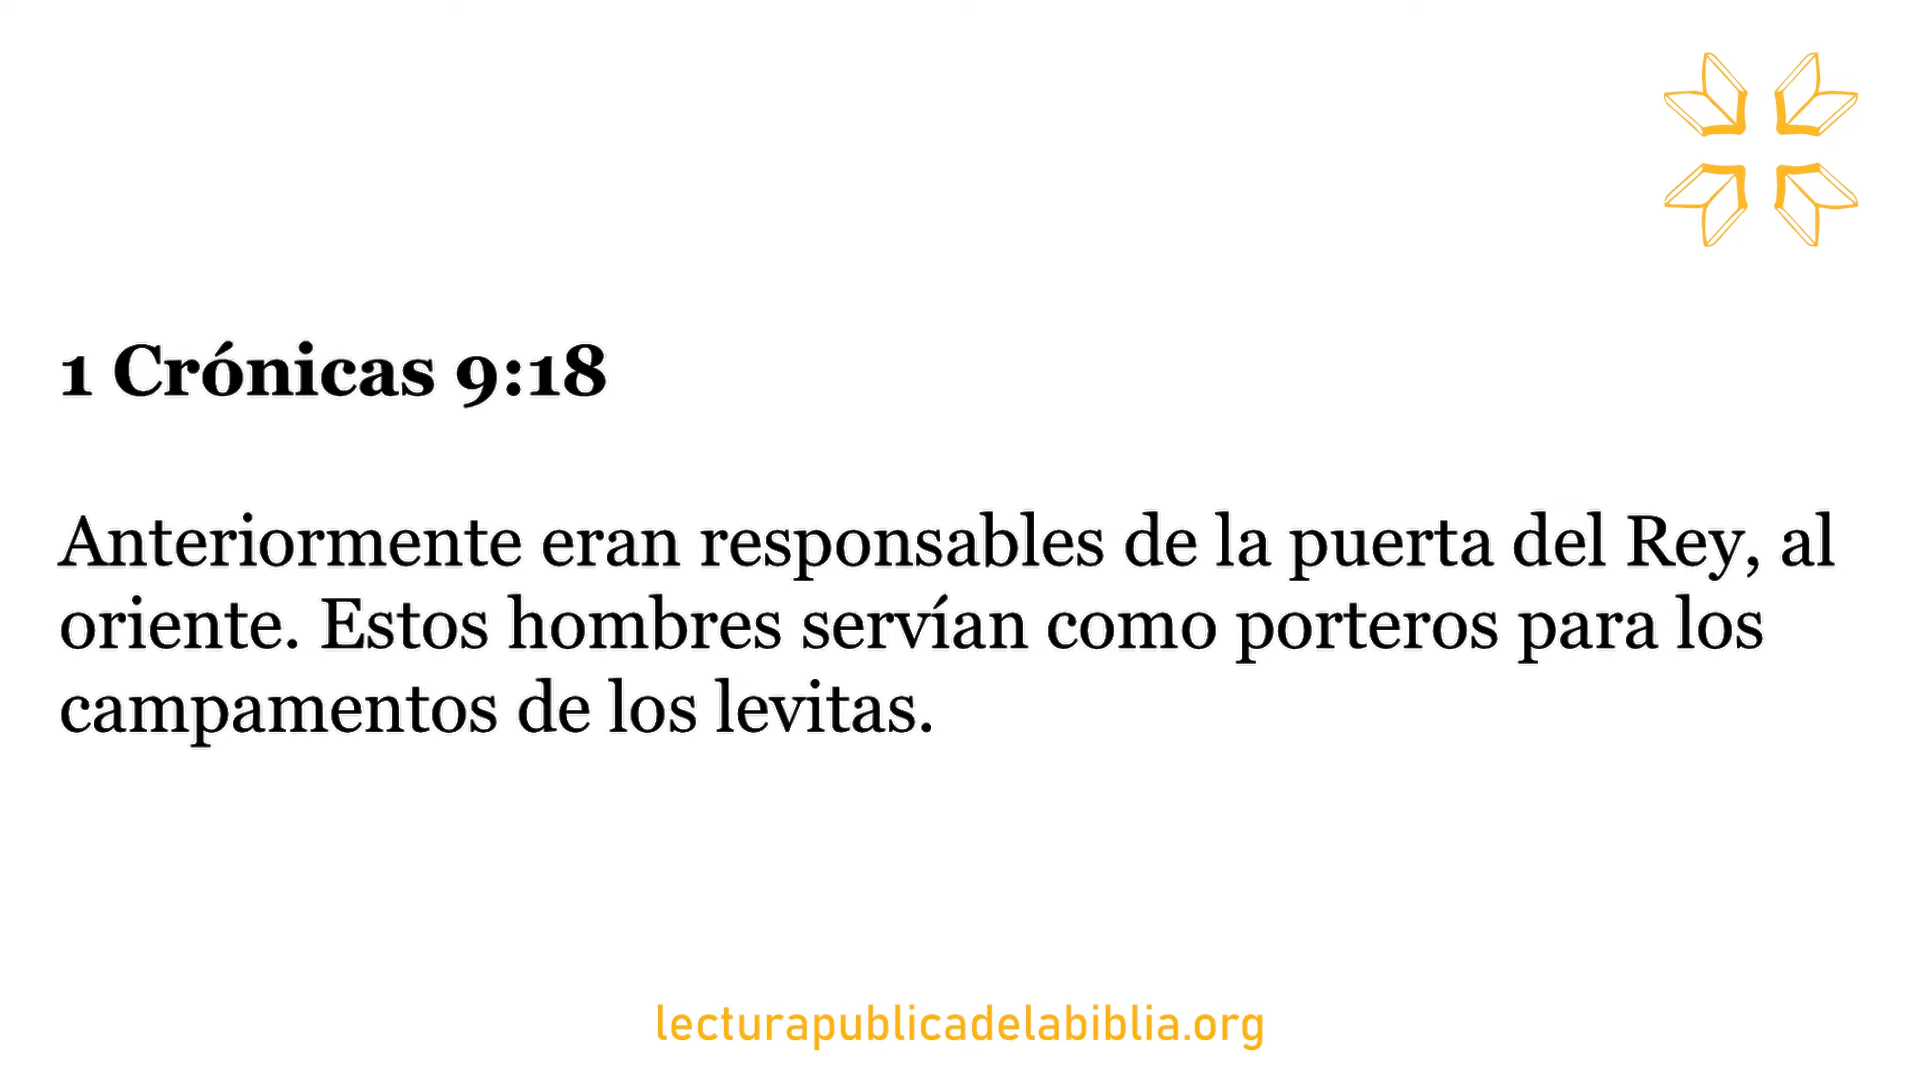 1 Crónicas 9:18
Anteriormente eran responsables de la puerta del Rey, al
oriente. Estos hombres servían como porteros para los
campamentos de los levitas.
lecturapublicadelabiblia.org